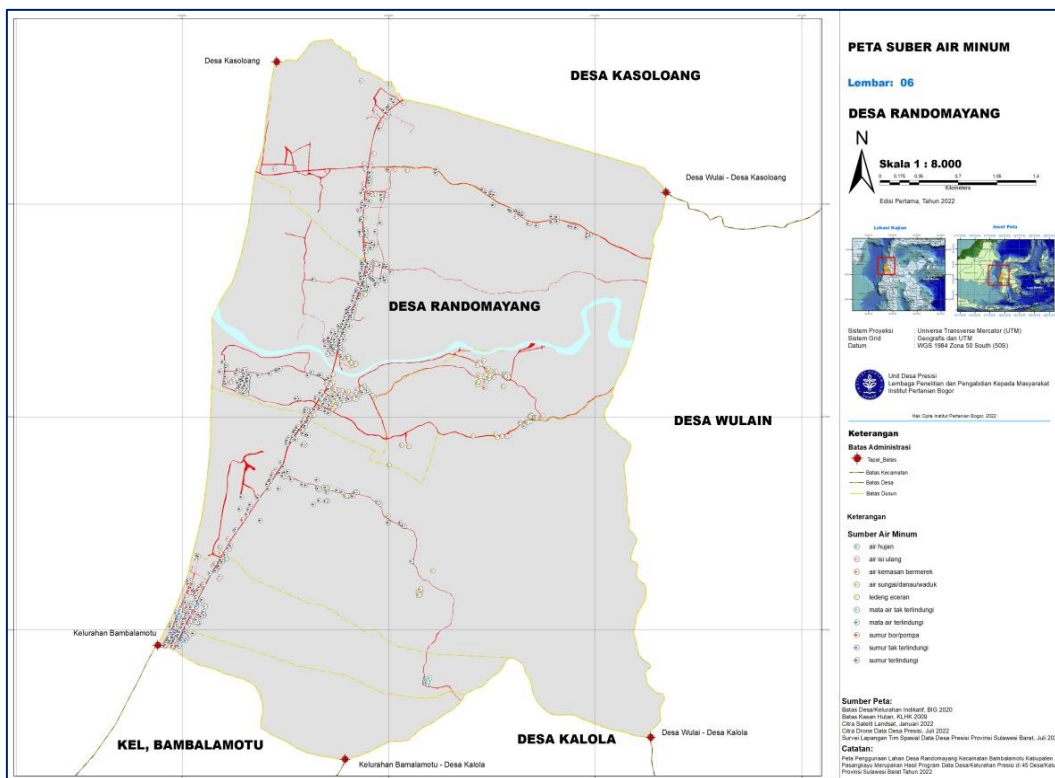 Desa Kasoloang
DESA KASOLOANG
Desa Wulai - Desa Kasoloang
DESA RANDOMAYANG
DESA WULAIN
Kelurahan Bambalamotu
KEL, BAMBALAMOTU
DESA KALOLA
Desa Wulai - Desa Kalola
Kelurahan Bamalamotu - Desa Kalola
PETA SUBER AIR MINUM
Lembar: 06
DESA RANDOMAYANG
N
Skala 1 : 8.000
Kilometers
Edisi Pertama, Tahun 2022
Lokasi Kajian
Inset Peta
Sistem Proyeksi : Universe Transverse Mercator (UTM)
Sistem Grid : Geografis dan UTM
Datum : WGS 1984 Zona 50 South (50S)
Unit Desa Presisi
Lembaga Penelitian dan Pengabdian Kepada Masyarakat
Institut Pertanian Bogor
Hak Cipta Institut Pertanian Bogor, 2022
Keterangan
Batas Administrasi
Tapal_Batas
Batas Kecamatan
Batas Desa
Batas Dusun
Keterangan
Sumber Air Minum
air hujan
air isi ulang
air kemasan bermerek
air sungai/danau/waduk
ledeng eceran
mata air tak terlindungi
mata air terlindungi
sumur bor/pompa
sumur tak terlindungi
sumur terlindungi
Sumber Peta:
Batas Desa/Kelurahan Indikatif, BIG 2020
Batas Kasan Hutan, KLHK 2009
Citra Satelit Landsat, Januari 2022
Citra Drone Data Desa Presisi, Juli 2022
Survei Lapangan Tim Spasial Data Desa Presisi Provinsi Sulawesi Barat, Juli
Catatan:
Peta Penggunaan Lahan Desa Randomayang Kecamatan Bambalamotu Kabupaten
Pasangkayu Merupakan Hasil Program Data Desa/Kelurahan Presisi di 45
Provinsi Sulawesi Barat Tahun 2022